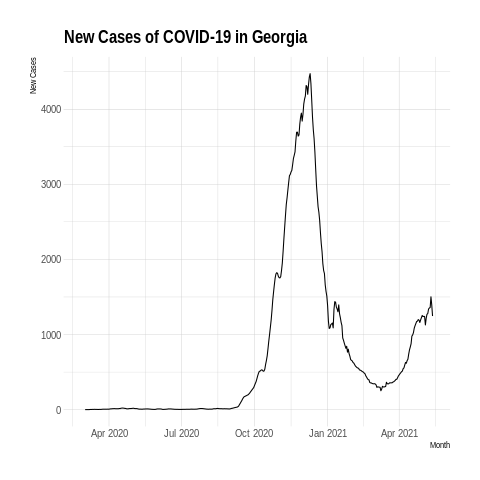 New Cases of COVID-19 in Georgia
New Cases
4000
3000
2000
1000
0
Apr 2020
Jul 2020
Oct 2020
Jan 2021
Apr 2021
Month